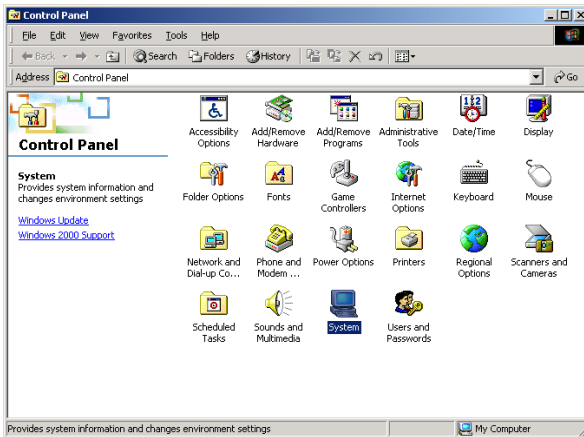 Control Panel
File Edit View Favorites Tools Help
Back Search Folders History
Address Control Panel Go
Control Panel
System
Provides system information and
changes environment settings
Windows Update
Windows 2000 Support
Accessibility
Options
Add/Remove
Hardware
Add/Remove
Programs
Administrative
Tools
Date/Time
Display
Folder Options
Fonts
Game
Controllers
Internet
Options
Keyboard
Mouse
Network and
Dial-up Co...
Phone and
Modem ...
Power Options
Printers
Regional
Options
Scanners and
Cameras
Scheduled
Tasks
Sounds and
Multimedia
System
Users and
Passwords
Provides system information and changes environment settings
My Computer